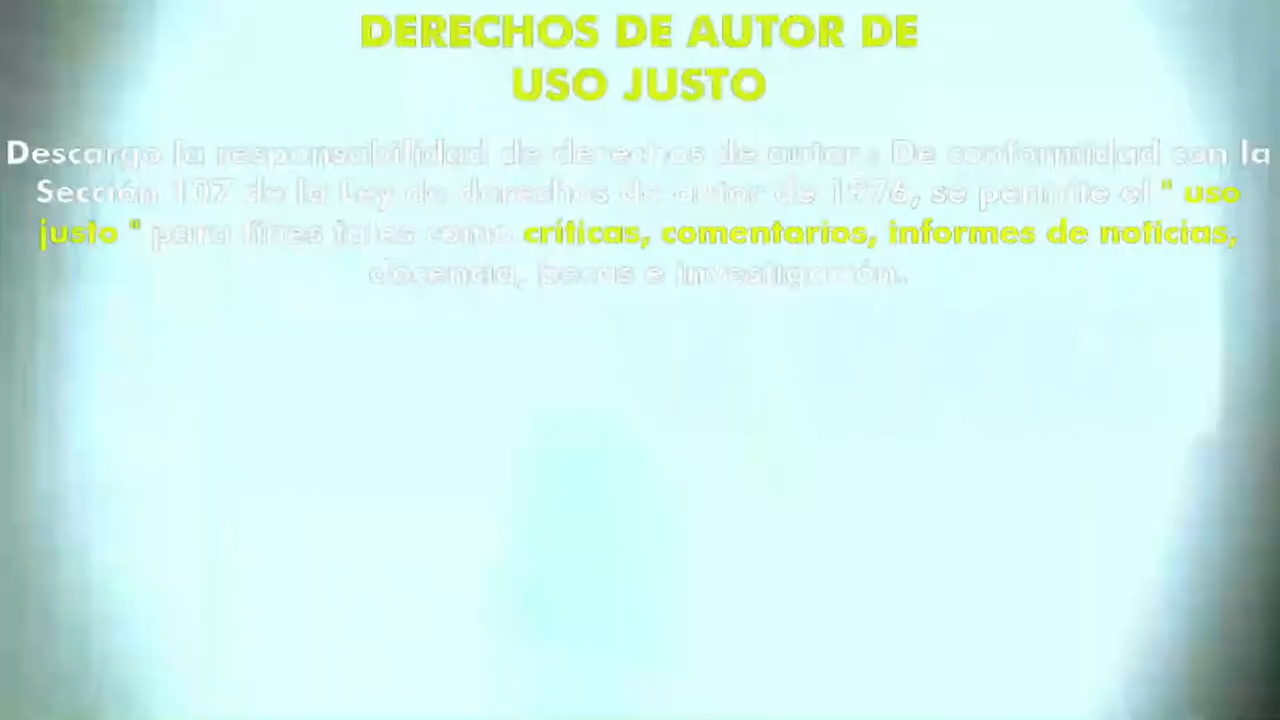 DERECHOS DE AUTOR DE
USO JUSTO
Descargo la responsabilidad de derechos de autor : De conformidad con la
Sección 107 de la Ley de derechos de autor de 1976, se permite el " uso
justo " para fines tales como críticas, comentarios, informes de noticias,
docencia, becas e investigación.